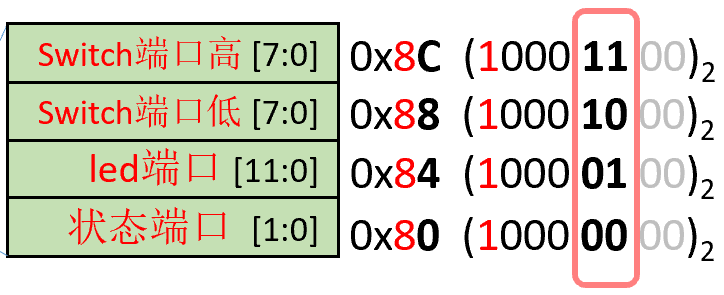 Switch端口高 [7:0] 0x8C (1000 11 00)2
Switch端口低 [7:0] 0x88 (1000 10 00)2
led端口 [11:0] 0x84 (1000 01 00)2
状态端口 [1:0] 0x80 (1000 00 00)2